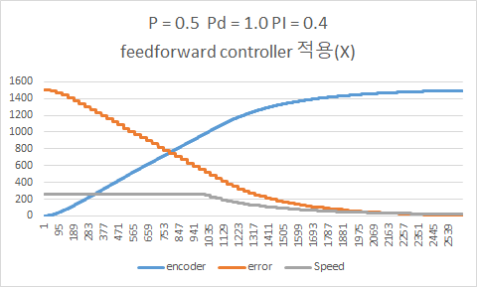 P = 0.5 Pd = 1.0 PI = 0.4
feedforward controller 적용(X)
1600
1400
1200
1000
800
600
400
200
0
1 95 189 283 377 471 565 659 753 847 941 1035 1129 1223 1317 1411 1505 1599 1693 1787 1881 1975 2069 2163 2257 2351 2445 2539
encoder error Speed